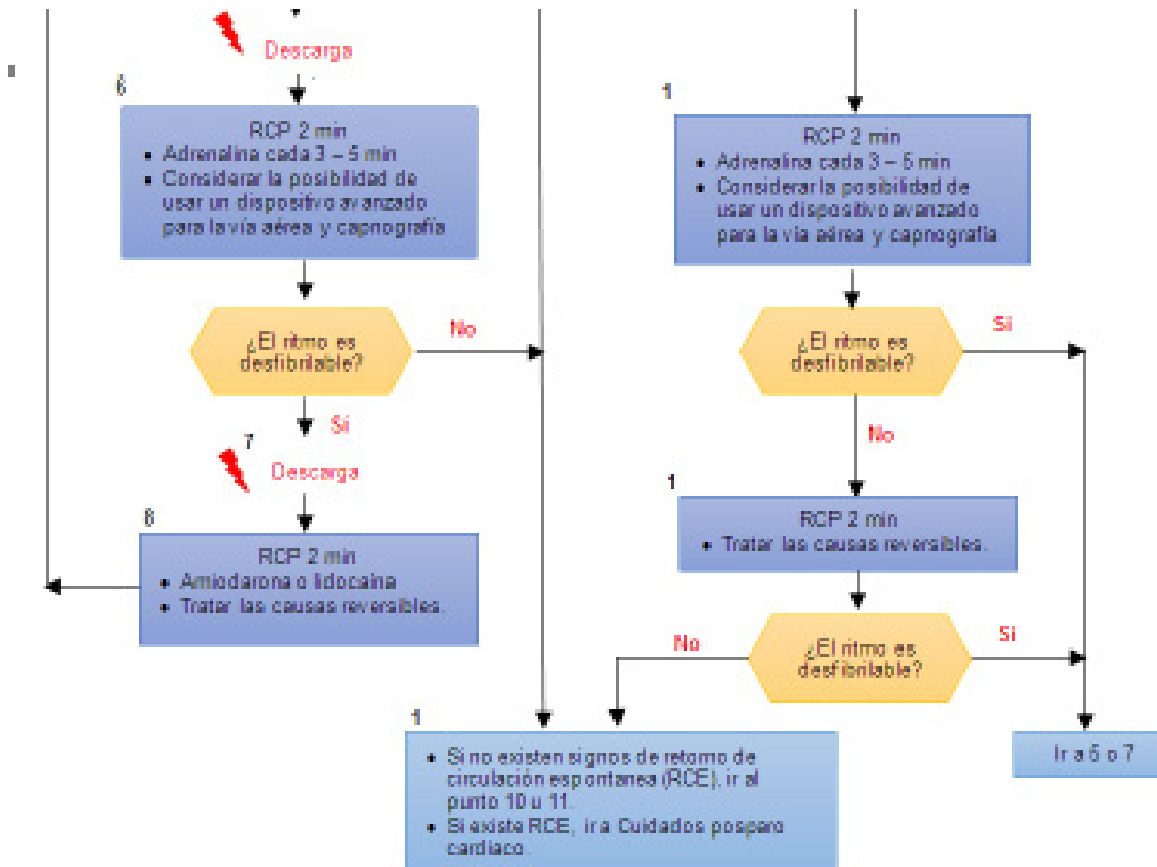 Descarga
6
RCP 2 min
• Adrenalina cada 3 – 5 min
• Considerar la posibilidad de
usar un dispositivo avanzado
para la vía aérea y capnografía
¿El ritmo es
desfibrilable?
No
Sí
7
Descarga
8
RCP 2 min
• Amiodarona o lidocaína
• Tratar las causas reversibles.
1
RCP 2 min
• Adrenalina cada 3 – 5 min
• Considerar la posibilidad de
usar un dispositivo avanzado
para la vía aérea y capnografía
¿El ritmo es
desfibrilable?
Sí
No
1
RCP 2 min
• Tratar las causas reversibles.
¿El ritmo es
desfibrilable?
No
Sí
1
• Si no existen signos de retorno de
circulación espontanea (RCE), ir al
punto 10 u 11.
• Si existe RCE, ir a Cuidados posparo
cardiaco.
Ir a 5 o 7